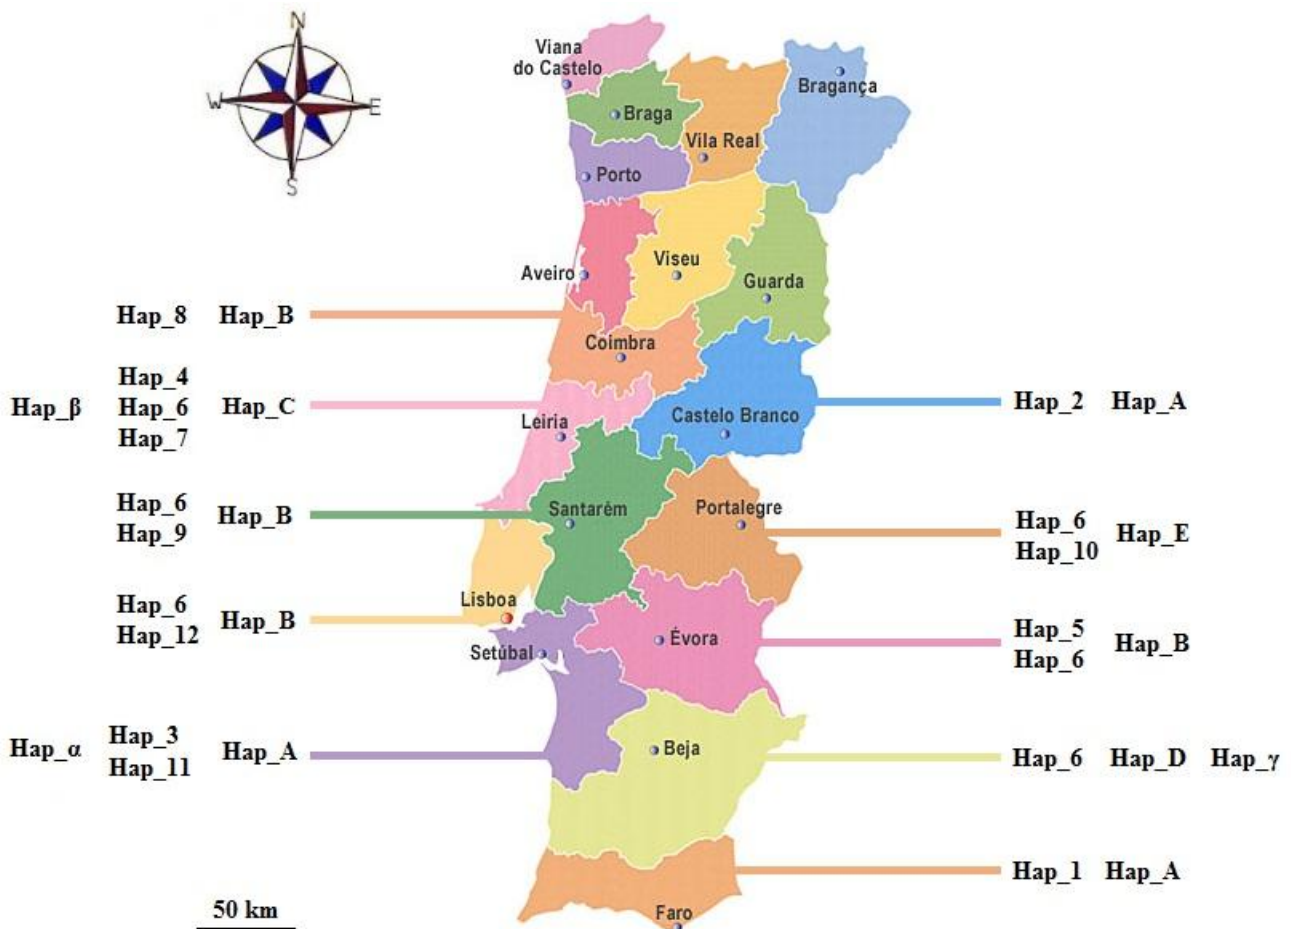 N
W
E
S
Viana
do Castelo
Bragança
Braga
Vila Real
Porto
Viseu
Aveiro
Guarda
Hap_8 Hap_B
Coimbra
Hap_4
Hap_β Hap_6 Hap_C
Hap_7
Hap_2 Hap_A
Castelo Branco
Leiria
Hap_6
Hap_9 Hap_B
Santarém
Portalegre
Hap_6
Hap_10 Hap_E
Hap_6
Hap_12 Hap_B
Lisboa
Setúbal
Évora
Hap_5
Hap_6 Hap_B
Hap_α Hap_3
Hap_11 Hap_A
Beja
Hap_6 Hap_D Hap_γ
Hap_1 Hap_A
50 km
Faro